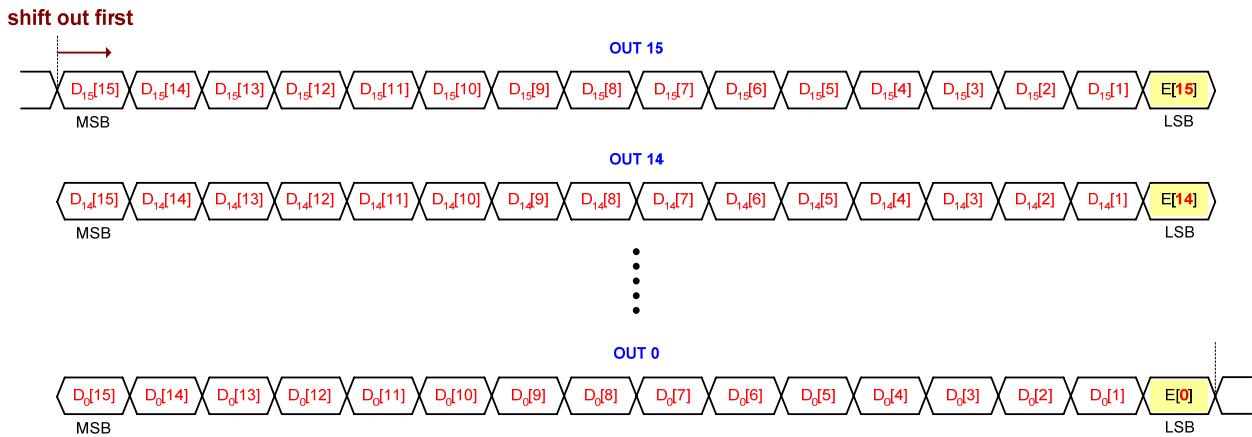 shift out first
OUT 15
D15[15] D15[14] D15[13] D15[12] D15[11] D15[10] D15[9] D15[8] D15[7] D15[6] D15[5] D15[4] D15[3] D15[2] D15[1] E[15]
MSB LSB
OUT 14
D14[15] D14[14] D14[13] D14[12] D14[11] D14[10] D14[9] D14[8] D14[7] D14[6] D14[5] D14[4] D14[3] D14[2] D14[1] E[14]
MSB LSB
OUT 0
D0[15] D0[14] D0[13] D0[12] D0[11] D0[10] D0[9] D0[8] D0[7] D0[6] D0[5] D0[4] D0[3] D0[2] D0[1] E[0]
MSB LSB